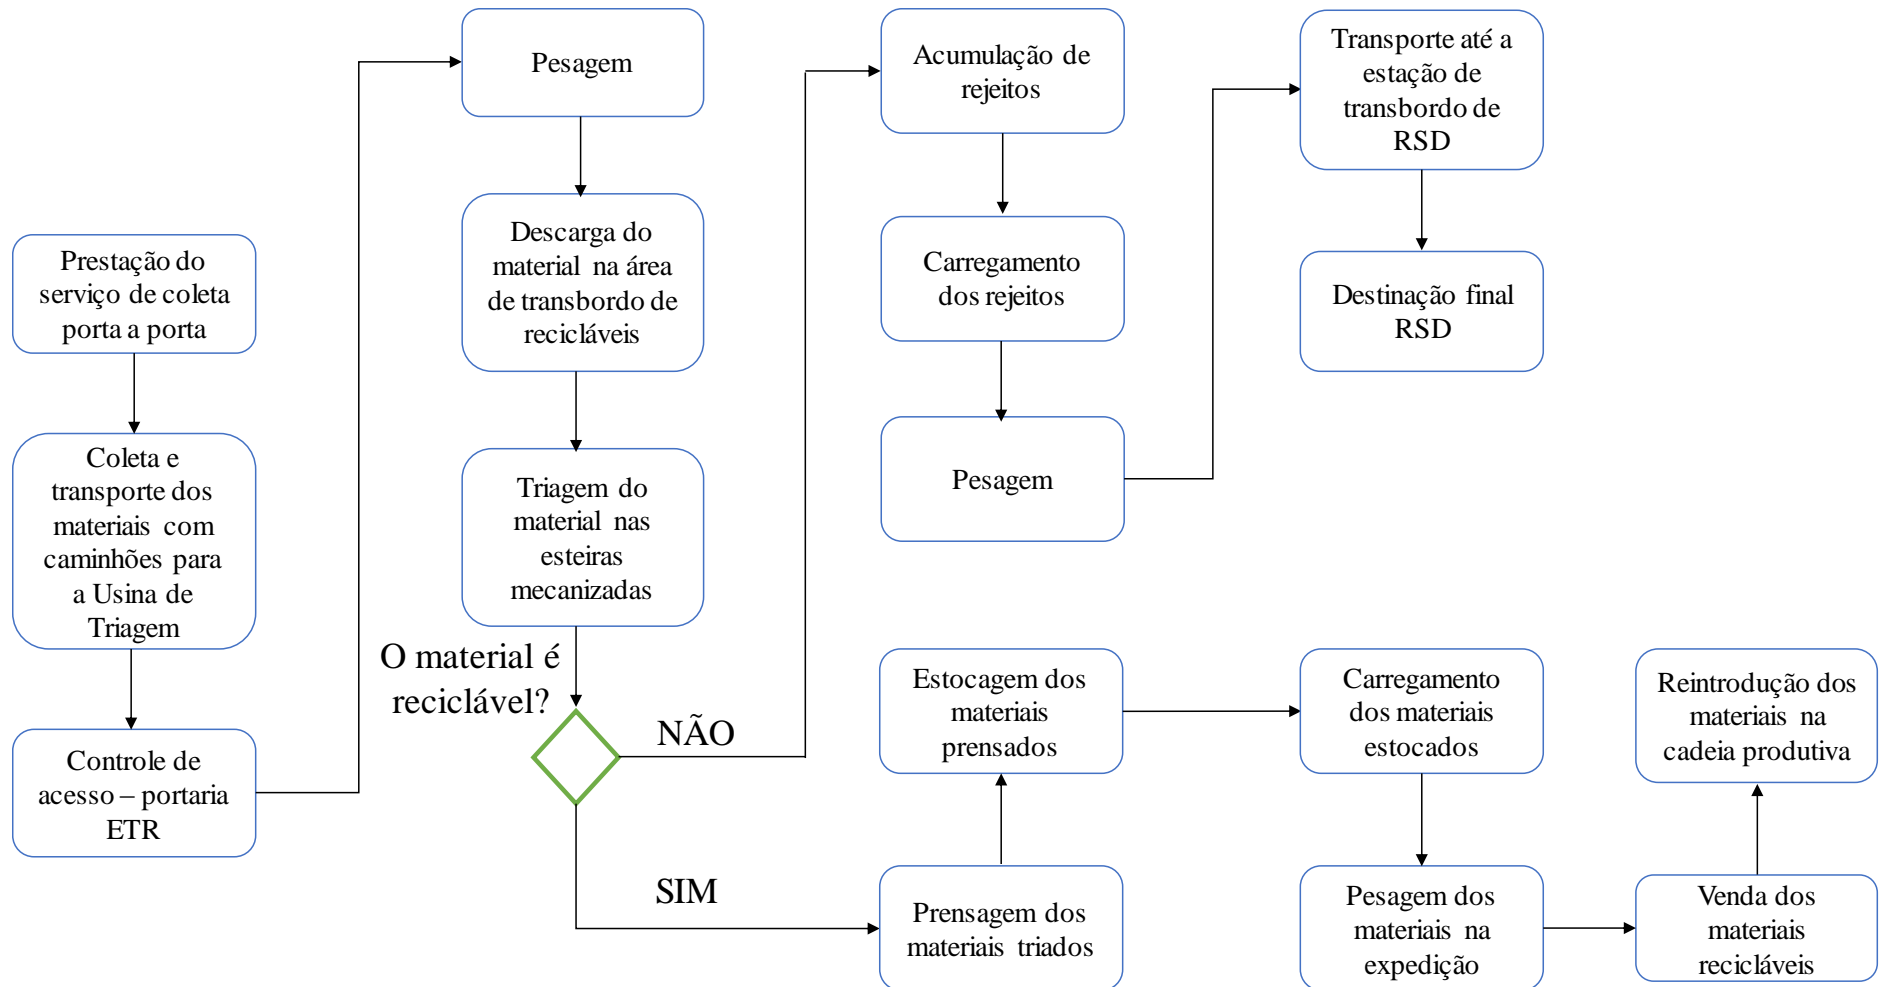 Prestação do
serviço de coleta
porta a porta
Coleta e
transporte dos
materiais com
caminhões para
a Usina de
Triagem
Controle de
acesso – portaria
ETR
Pesagem
Descarga do
material na área
de transbordo de
recicláveis
Triagem do
material nas
esteiras
mecanizadas
O material é
reciclável?
NÃO
SIM
Acumulação de
rejeitos
Carregamento
dos rejeitos
Pesagem
Transporte até a
estação de
transbordo de
RSD
Destinação final
RSD
Prensagem dos
materiais triados
Estocagem dos
materiais
prensados
Carregamento
dos materiais
estocados
Pesagem dos
materiais na
expedição
Venda dos
materiais
recicláveis
Reintrodução dos
materiais na
cadeia produtiva